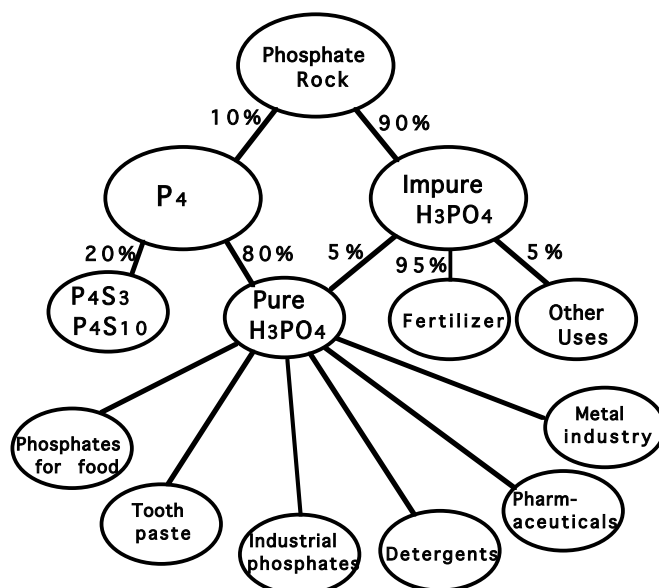 Phosphate
Rock
10%
90%
P4
Impure
H3PO4
20%
80%
5%
95%
5%
P4S3
P4S10
Pure
H3PO4
Fertilizer
Other
Uses
Phosphates
for food
Tooth
paste
Industrial
phosphates
Detergents
Pharm-
aceuticals
Metal
industry